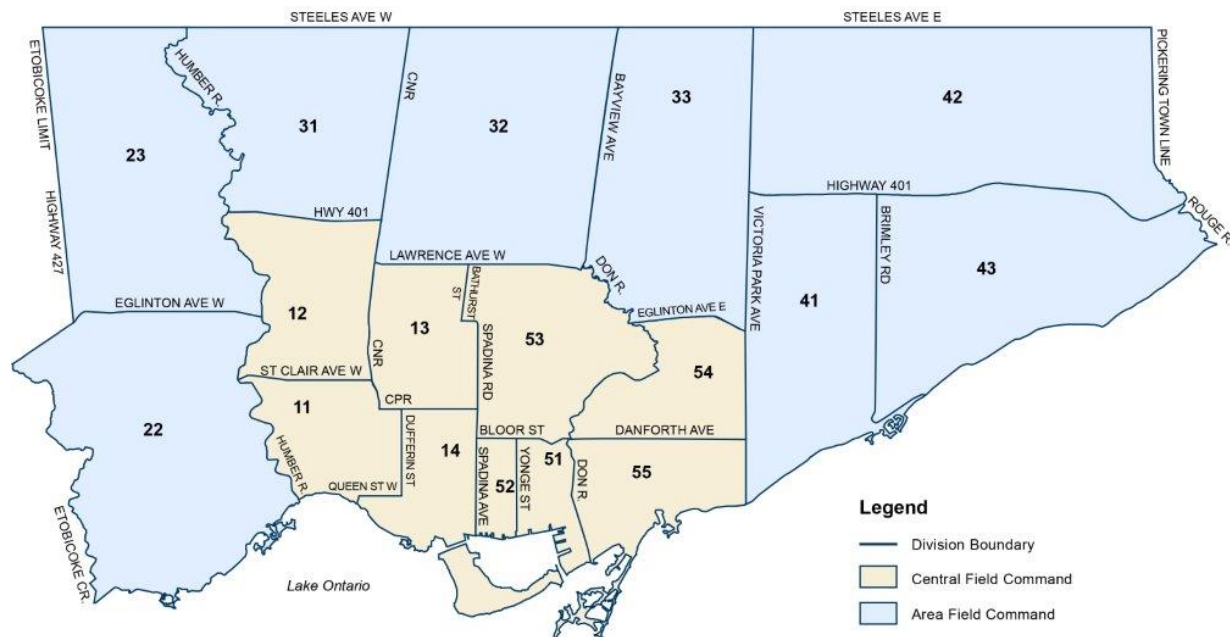 STEELES AVE W
STEELES AVE E
ETOBICOKE LIMIT
HUMBER R.
CNR
BAYVIEW AVE
PICKERING TOWN LINE
33
42
31
32
23
HIGHWAY 427
HWY 401
HIGHWAY 401
VICTORIA PARK AVE
BRIMLEY RD
ROUGE R.
LAWRENCE AVE W
BATHURST ST
DON R.
43
EGLINTON AVE W
EGLINTON AVE E
41
12
13
SPADINA RD
53
CNR
54
ST CLAIR AVE W
CPR
11
DUFFERIN ST
BLOOR ST
DANFORTH AVE
22
14
HUMBER R.
QUEEN ST W
SPADINA AVE
52
YONGE ST
51
DON R.
55
ETOBICOKE CR.
Lake Ontario
Legend
Division Boundary
Central Field Command
Area Field Command